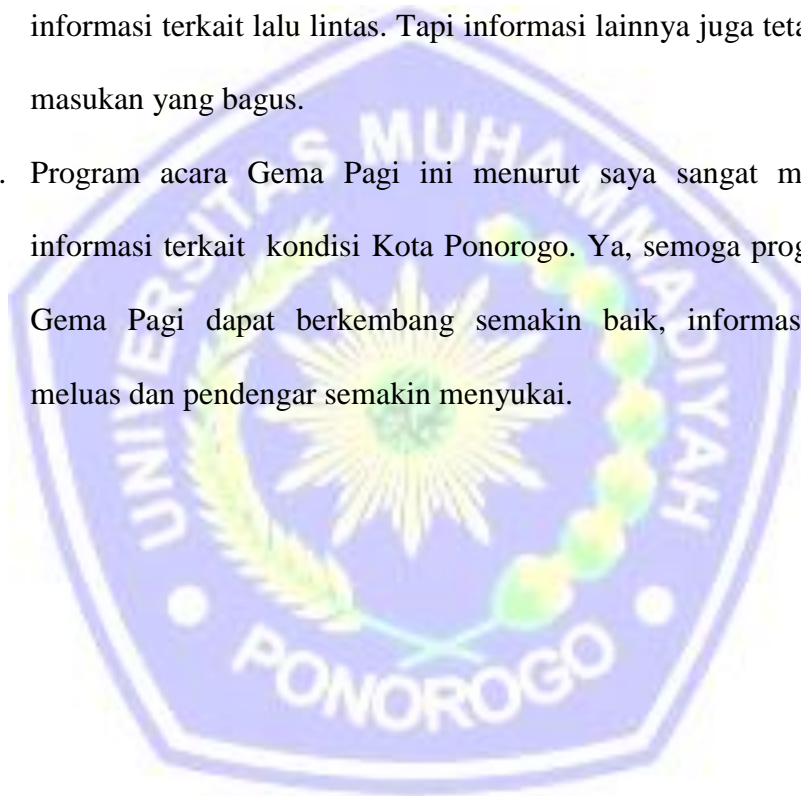 informasi terkait lalu lintas. Tapi informasi lainnya juga teta
masukan yang bagus.
. Program acara Gema Pagi ini menurut saya sangat m
informasi terkait kondisi Kota Ponorogo. Ya, semoga prog
Gema Pagi dapat berkembang semakin baik, informas
meluas dan pendengar semakin menyukai.
UNIVERSITAS MUHAMMADIYAH
PONOROGO